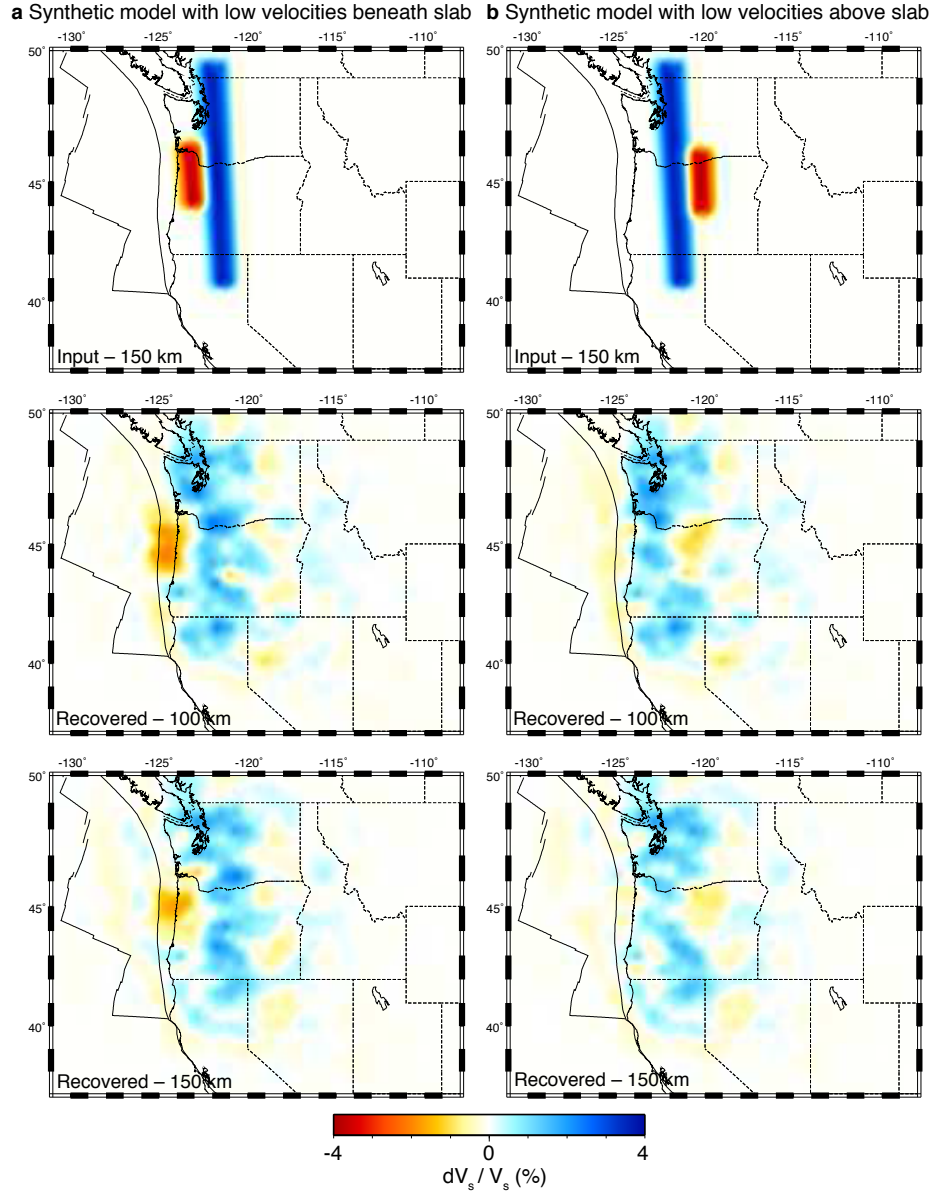 a Synthetic model with low velocities beneath slab
b Synthetic model with low velocities above slab
-130 -125 -120 -115 -110
-130 -125 -120 -115 -110
50°
45°
40°
Input – 150 km
50°
45°
40°
Input – 150 km
-130 -125 -120 -115 -110
-130 -125 -120 -115 -110
50°
45°
40°
Recovered – 100 km
50°
45°
40°
Recovered – 100 km
-130 -125 -120 -115 -110
-130 -125 -120 -115 -110
50°
45°
40°
Recovered – 150 km
50°
45°
40°
Recovered – 150 km
-4 0 4
dVs / Vs (%)